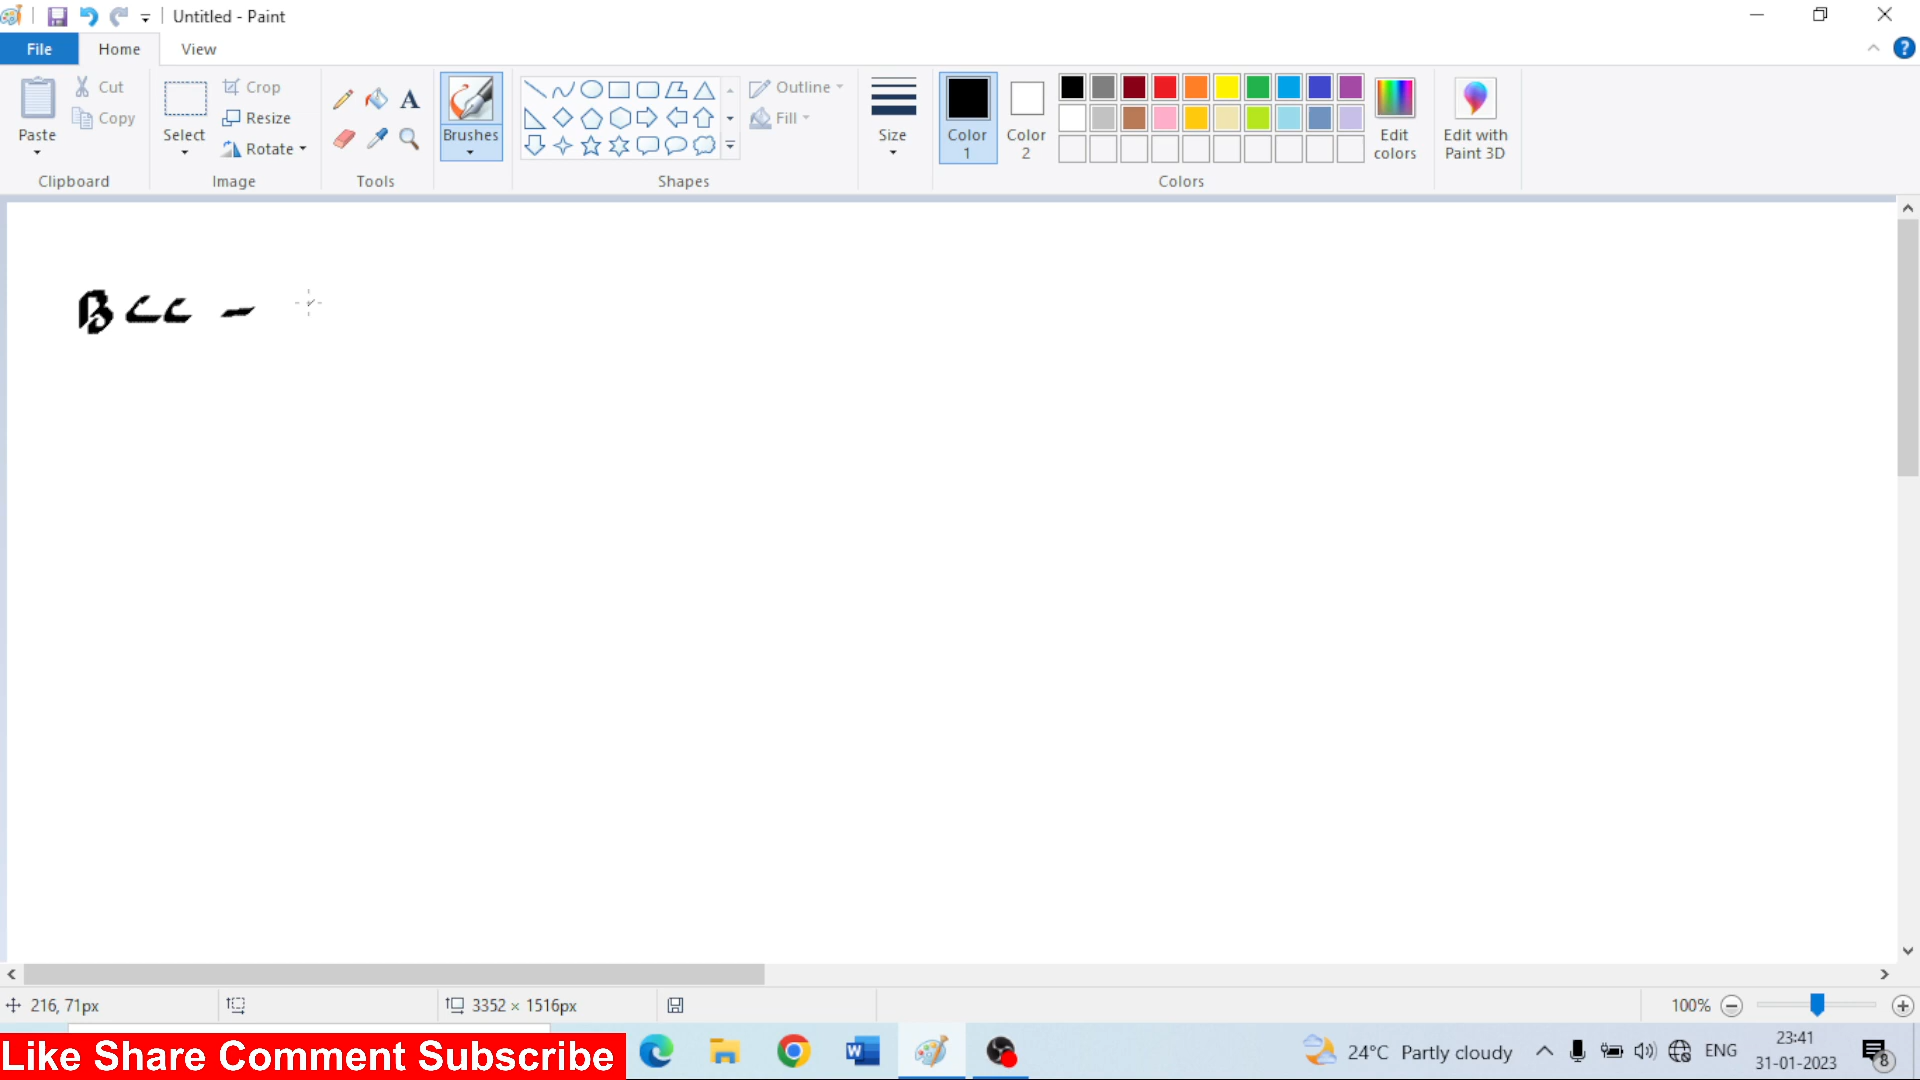 Untitled - Paint
File Home View
Paste Cut Copy Clipboard
Select Crop Resize Rotate Image
Tools
Brushes
Shapes
Outline Fill
Size
Color 1
Color 2
Edit colors
Colors
Edit with Paint 3D
BCC -
216, 71px
3352 × 1516px
100%
Like Share Comment Subscribe
24°C Partly cloudy
ENG
23:41
31-01-2023
8